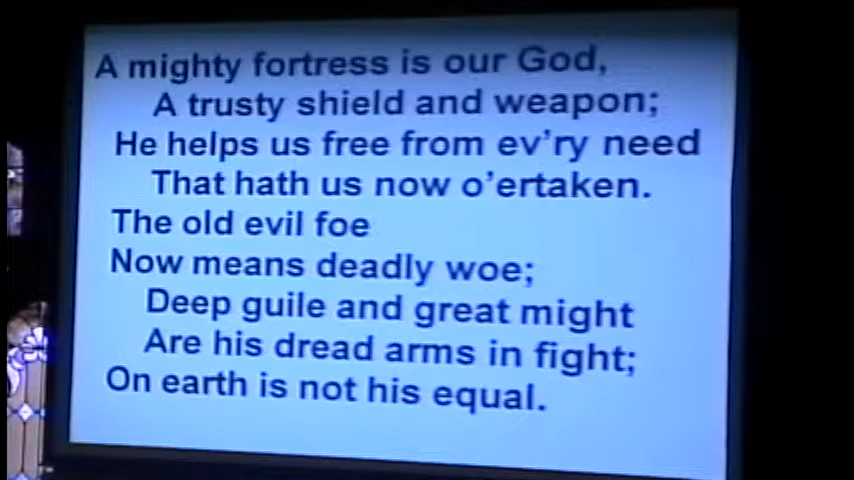 A mighty fortress is our God,
A trusty shield and weapon;
He helps us free from ev'ry need
That hath us now o'ertaken.
The old evil foe
Now means deadly woe;
Deep guile and great might
Are his dread arms in fight;
On earth is not his equal.